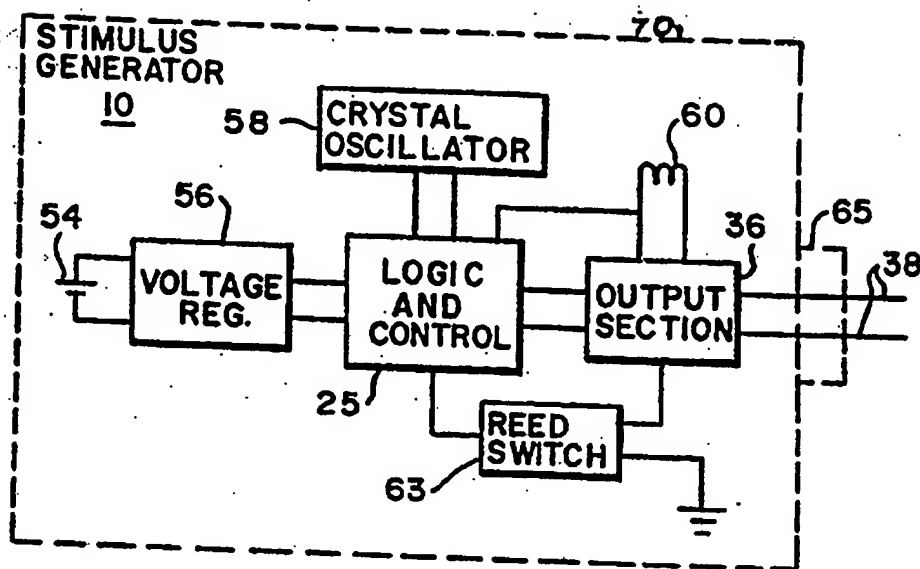 70
STIMULUS
GENERATOR
10
58
CRYSTAL
OSCILLATOR
60
54
56
65
36
38
VOLTAGE
REG.
LOGIC
AND
CONTROL
OUTPUT
SECTION
25
REED
SWITCH
63